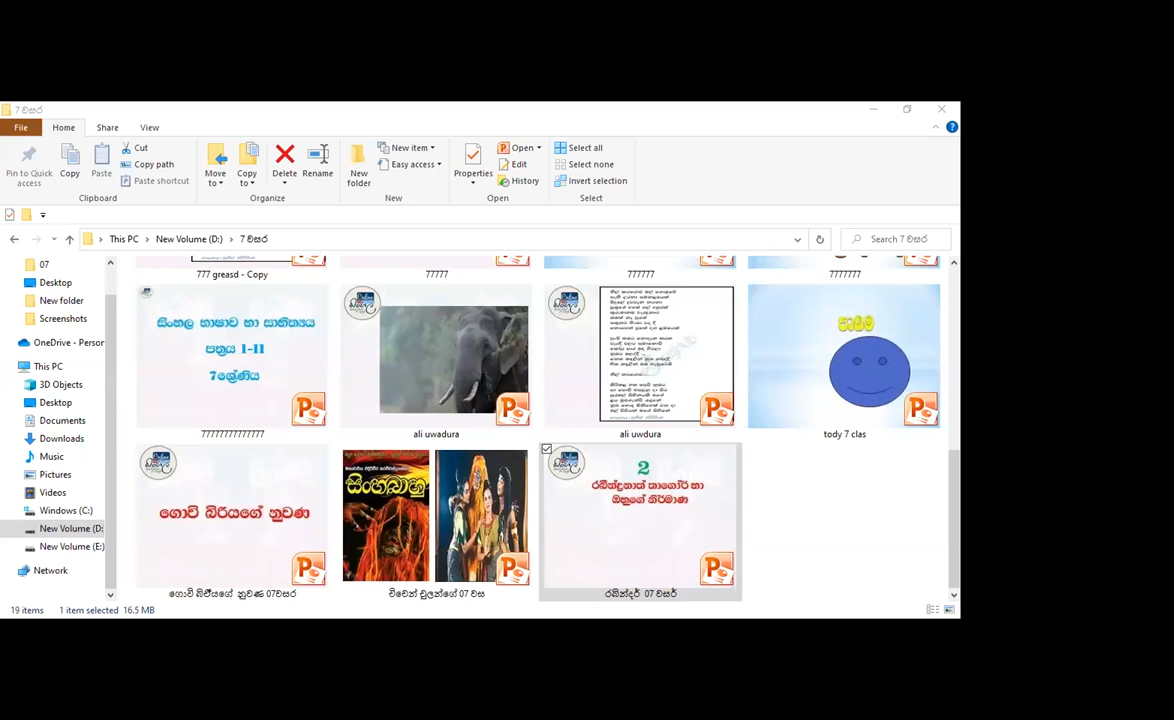 7 වසර
File Home Share View
Pin to Quick access
Copy
Paste
Cut
Copy path
Paste shortcut
Clipboard
Move to
Copy to
Delete
Rename
Organize
New folder
New item
Easy access
New
Properties
Open
Edit
History
Open
Select all
Select none
Invert selection
Select
This PC > New Volume (D:) > 7 වසර
Search 7 වසර
07
Desktop
New folder
Screenshots
OneDrive - Person
This PC
3D Objects
Desktop
Documents
Downloads
Music
Pictures
Videos
Windows (C:)
New Volume (D:
New Volume (E:)
Network
777 greasd - Copy
77777
777777
7777777
සිංහල භාෂාව හා සාහිත්‍යය
පත්‍රය 1-11
7ශ්‍රේණිය
77777777777777
ali uwadura
ali uwdura
පාඩම
tody 7 clas
ගොවි බිරියගේ නුවණ
ගොවි බිරියගේ නුවණ 07වසර
සිංහබාහු
2
රබීන්ද්‍රනාත් තාගෝර් හා
ඔහුගේ නිර්මාණ
රබින්දර් 07 වසර්
19 items 1 item selected 16.5 MB